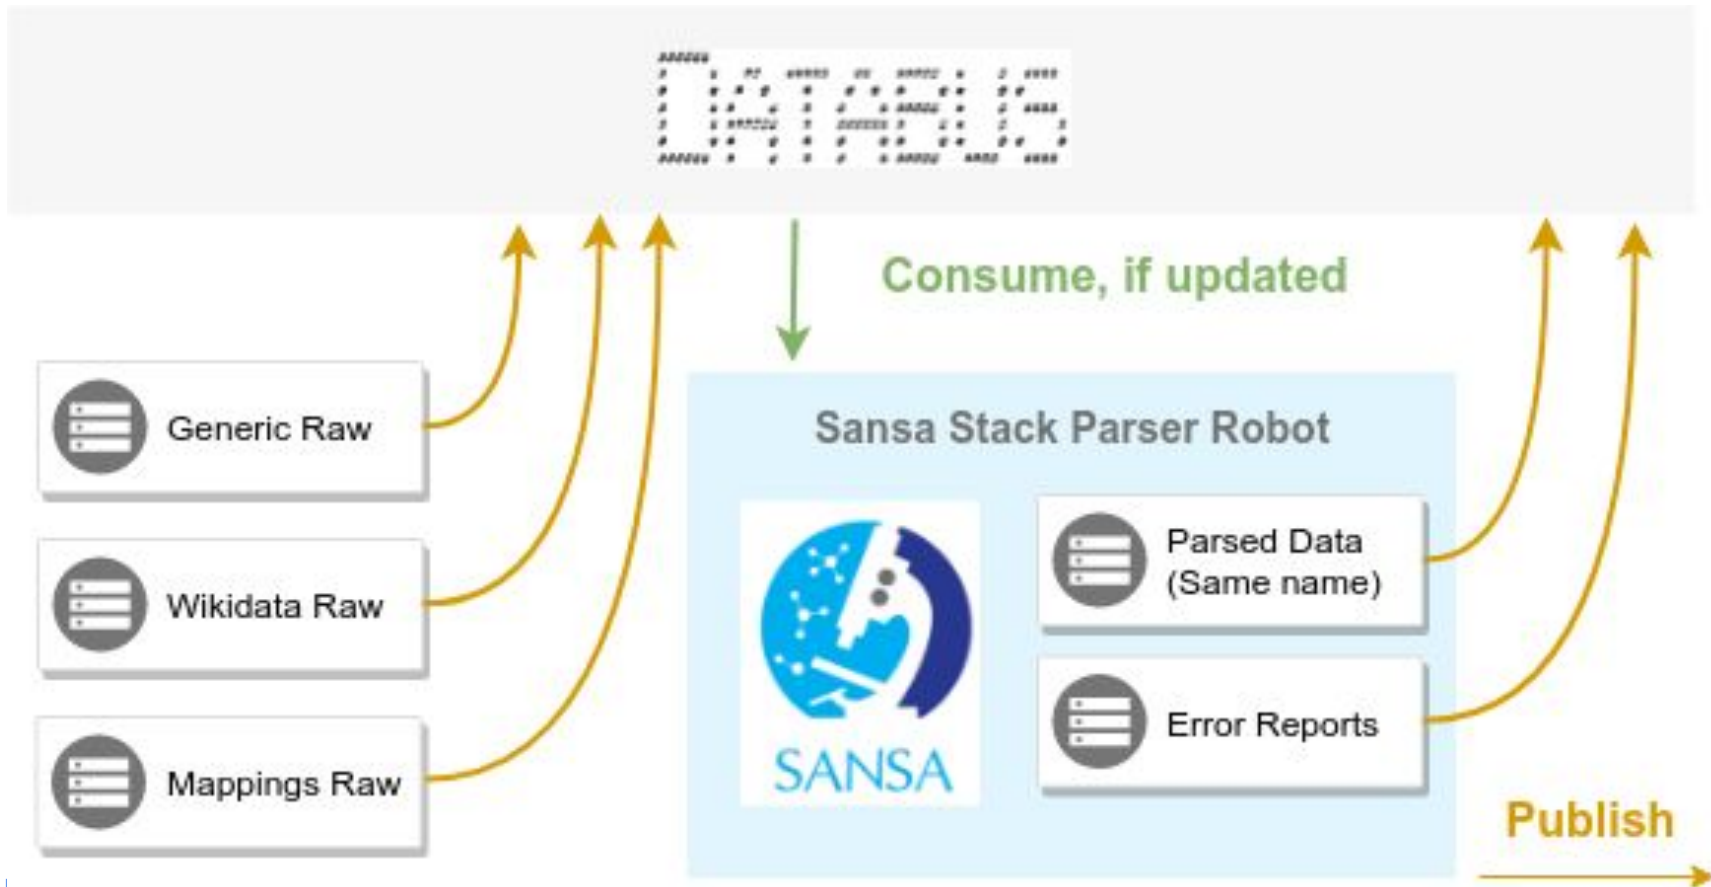 DATABUS
Consume, if updated
Generic Raw
Wikidata Raw
Mappings Raw
Sansa Stack Parser Robot
SANSA
Parsed Data
(Same name)
Error Reports
Publish